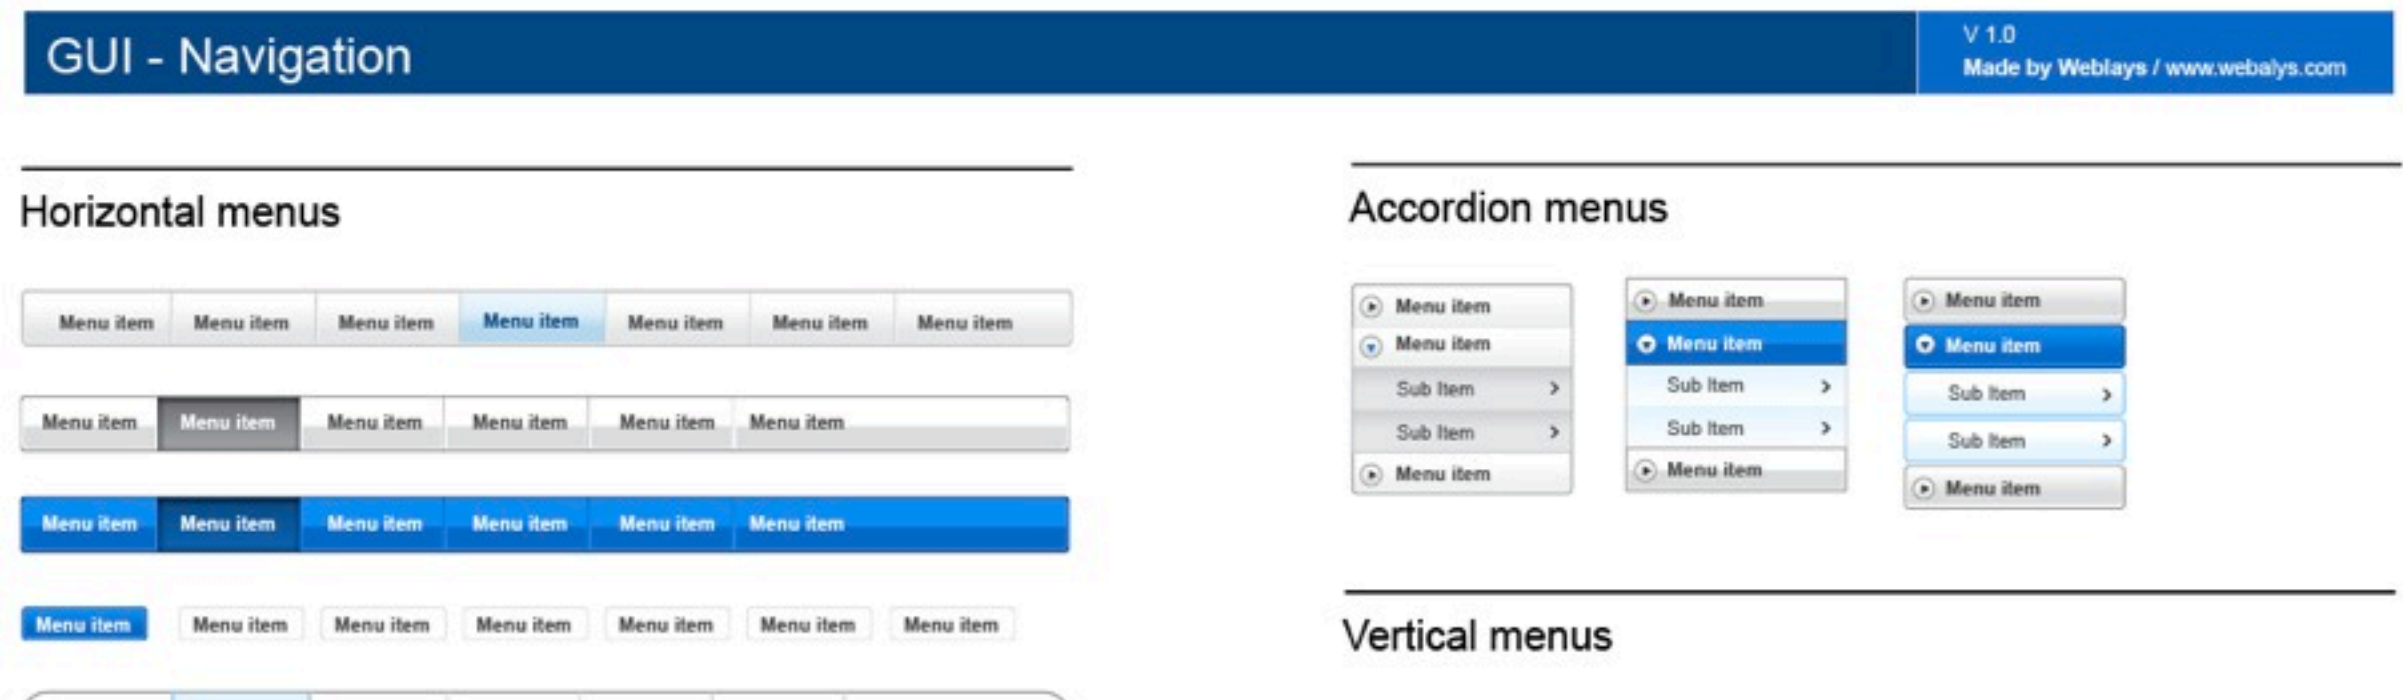 GUI - Navigation
V 1.0
Made by Weblays / www.webalys.com
Horizontal menus
Menu item Menu item Menu item Menu item Menu item Menu item Menu item
Menu item Menu item Menu item Menu item Menu item Menu item
Menu item Menu item Menu item Menu item Menu item Menu item
Menu item Menu item Menu item Menu item Menu item Menu item Menu item
Accordion menus
Menu item
Menu item
Sub Item
Sub Item
Menu item
Menu item
Menu item
Sub Item
Sub Item
Menu item
Menu item
Menu item
Sub Item
Sub Item
Menu item
Vertical menus